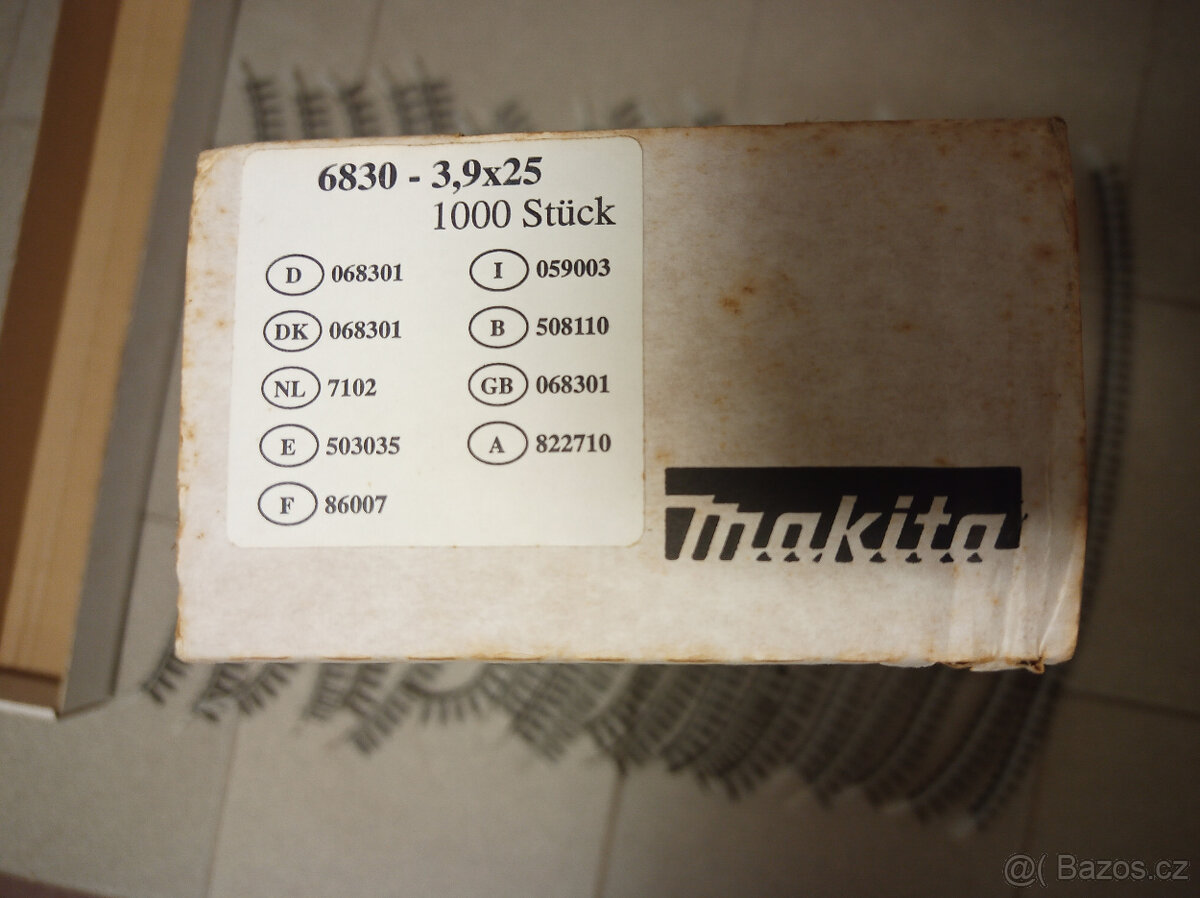 6830 - 3,9x25
1000 Stück
D 068301
I 059003
DK 068301
B 508110
NL 7102
GB 068301
E 503035
A 822710
F 86007
makita
@( Bazos.cz